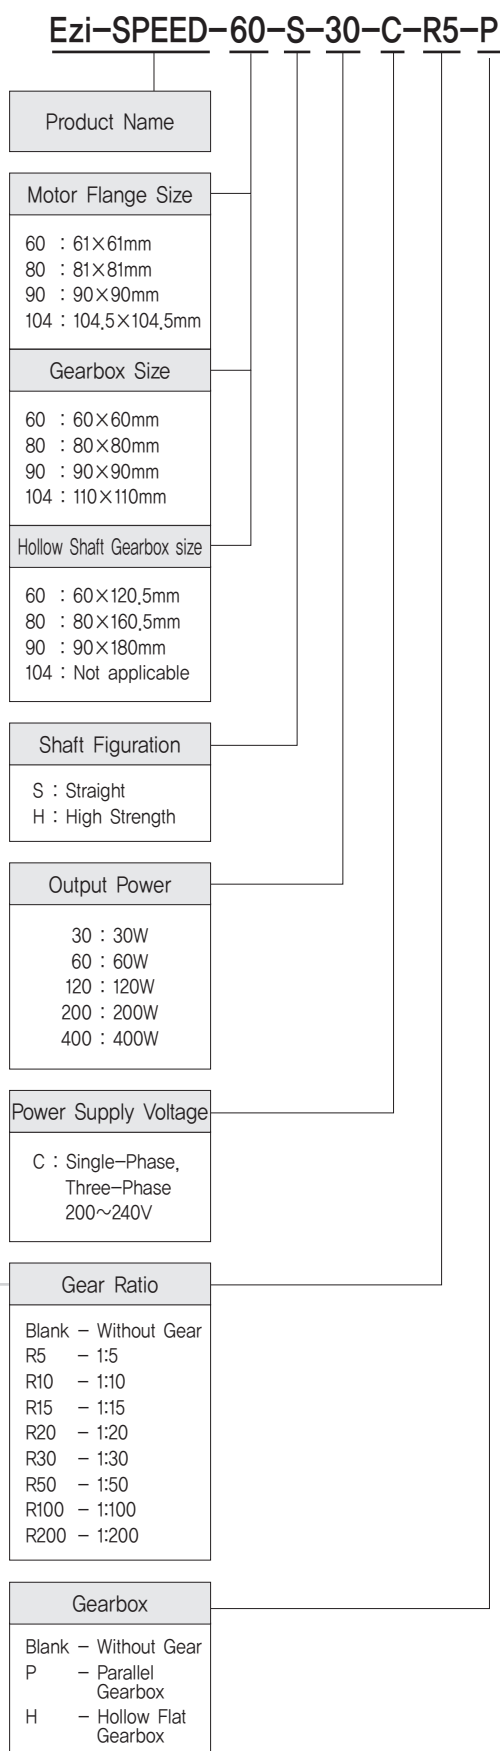 Ezi-SPEED-60-S-30-C-R5-P
Product Name
Motor Flange Size
60 : 61×61mm
80 : 81×81mm
90 : 90×90mm
104 : 104.5×104.5mm
Gearbox Size
60 : 60×60mm
80 : 80×80mm
90 : 90×90mm
104 : 110×110mm
Hollow Shaft Gearbox size
60 : 60×120.5mm
80 : 80×160.5mm
90 : 90×180mm
104 : Not applicable
Shaft Figuration
S : Straight
H : High Strength
Output Power
30 : 30W
60 : 60W
120 : 120W
200 : 200W
400 : 400W
Power Supply Voltage
C : Single-Phase,
Three-Phase
200~240V
Gear Ratio
Blank - Without Gear
R5 - 1:5
R10 - 1:10
R15 - 1:15
R20 - 1:20
R30 - 1:30
R50 - 1:50
R100 - 1:100
R200 - 1:200
Gearbox
Blank - Without Gear
P - Parallel
Gearbox
H - Hollow Flat
Gearbox